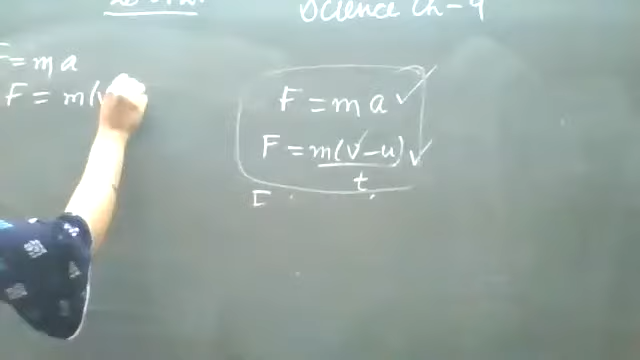 Science Ch-9
F = ma
F = m(v
F = ma ✓
F = m(v-u) ✓
t
F